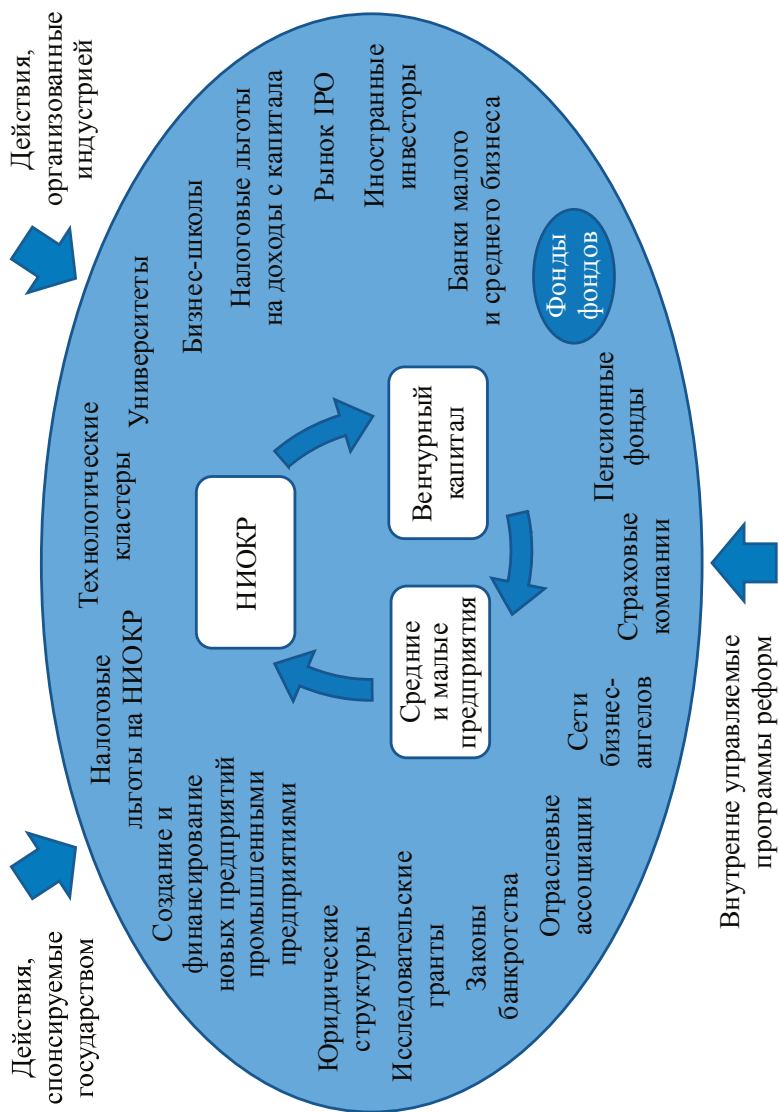 Действия,
спонсируемые
государством
Действия,
организованные
индустрией
Налоговые
льготы на НИОКР
Технологические
кластеры
Университеты
Бизнес-школы
Налоговые льготы
на доходы с капитала
Рынок IPO
Иностранные
инвесторы
Банки малого
и среднего бизнеса
Фонды
фондов
Пенсионные
фонды
Страховые
компании
Сети
бизнес-
ангелов
Отраслевые
ассоциации
Законы
банкротства
Исследовательские
гранты
Юридические
структуры
Создание и
финансирование
новых предприятий
промышленными
предприятиями
НИОКР
Венчурный
капитал
Средние
и малые
предприятия
Внутренне управляемые
программы реформ